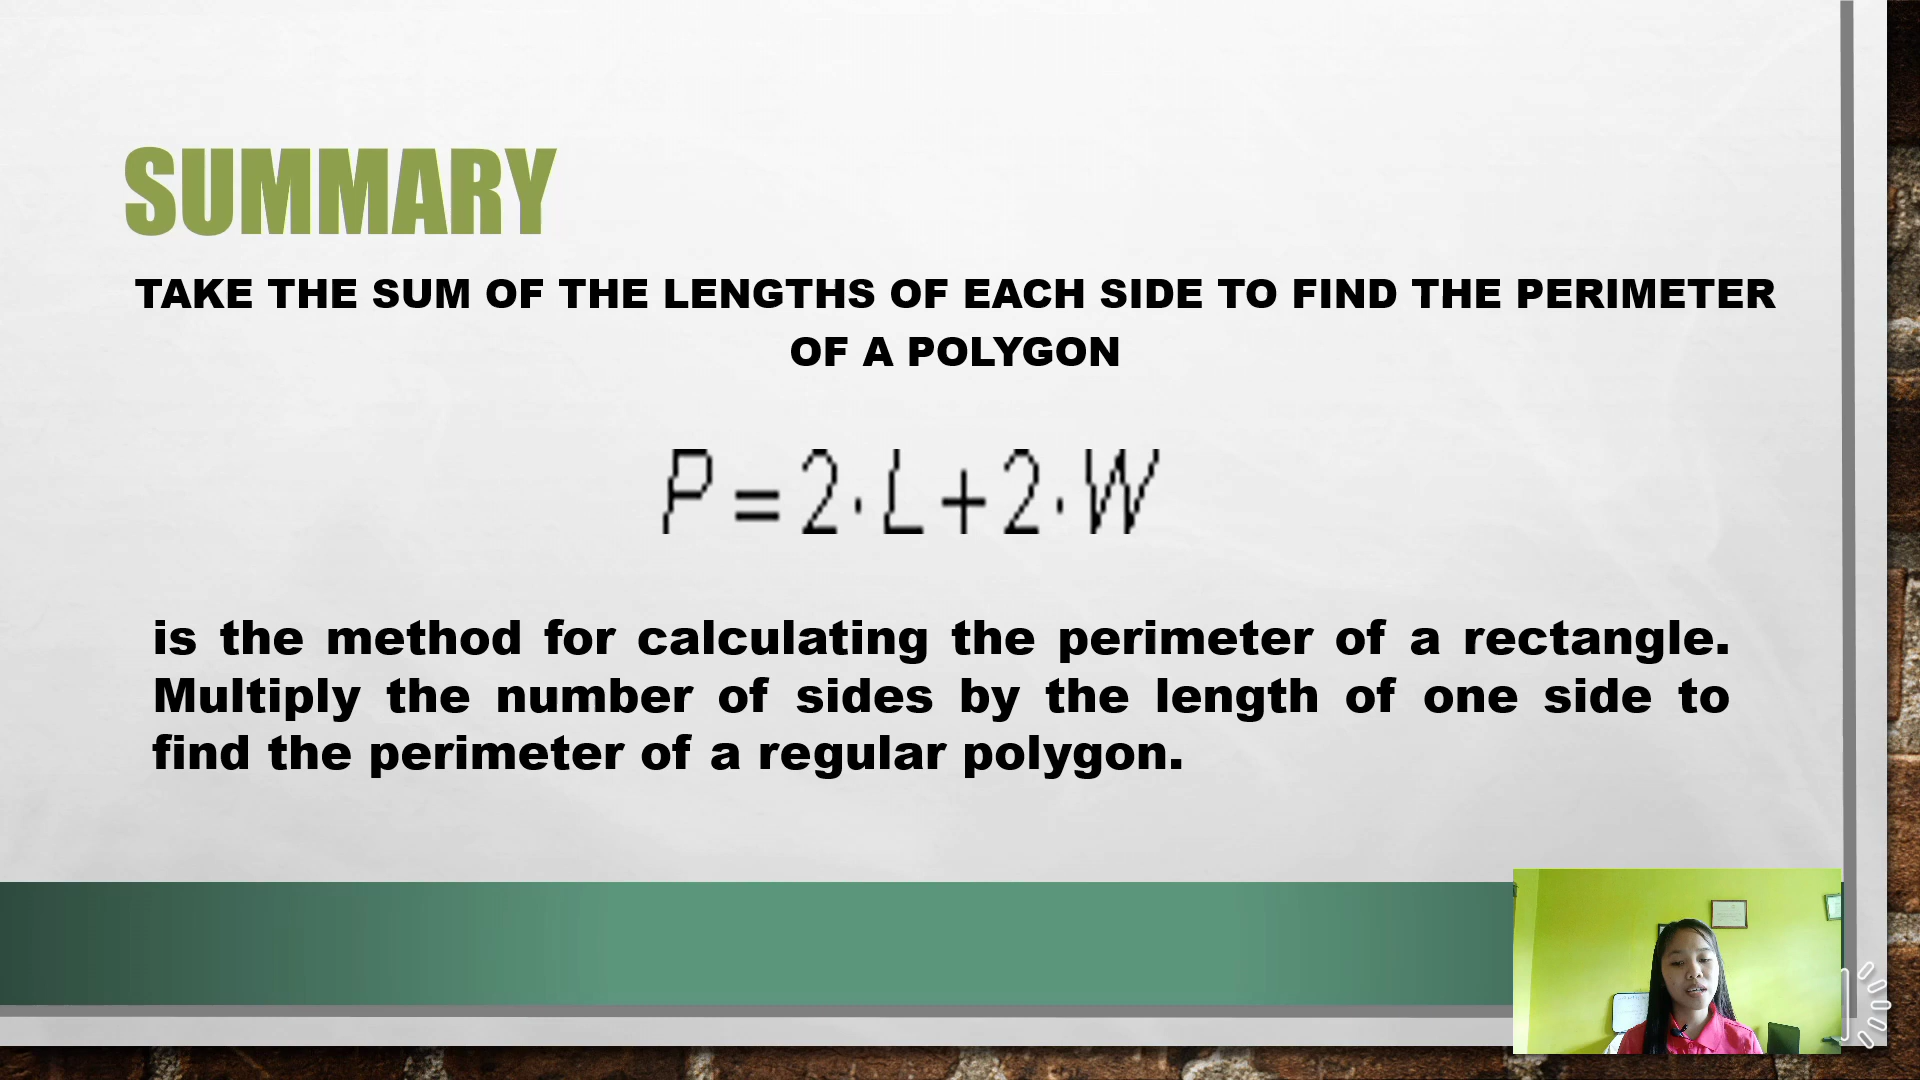 SUMMARY
TAKE THE SUM OF THE LENGTHS OF EACH SIDE TO FIND THE PERIMETER
OF A POLYGON
P = 2·L + 2·W
is the method for calculating the perimeter of a rectangle.
Multiply the number of sides by the length of one side to
find the perimeter of a regular polygon.